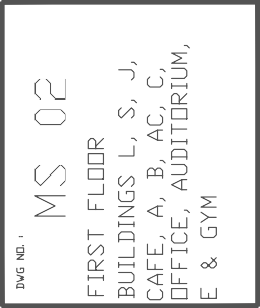 DWG NO. :
MS 02
FIRST FLOOR
BUILDINGS L, S, J,
CAFE, A, B, AC, C,
OFFICE, AUDITORIUM,
E & GYM